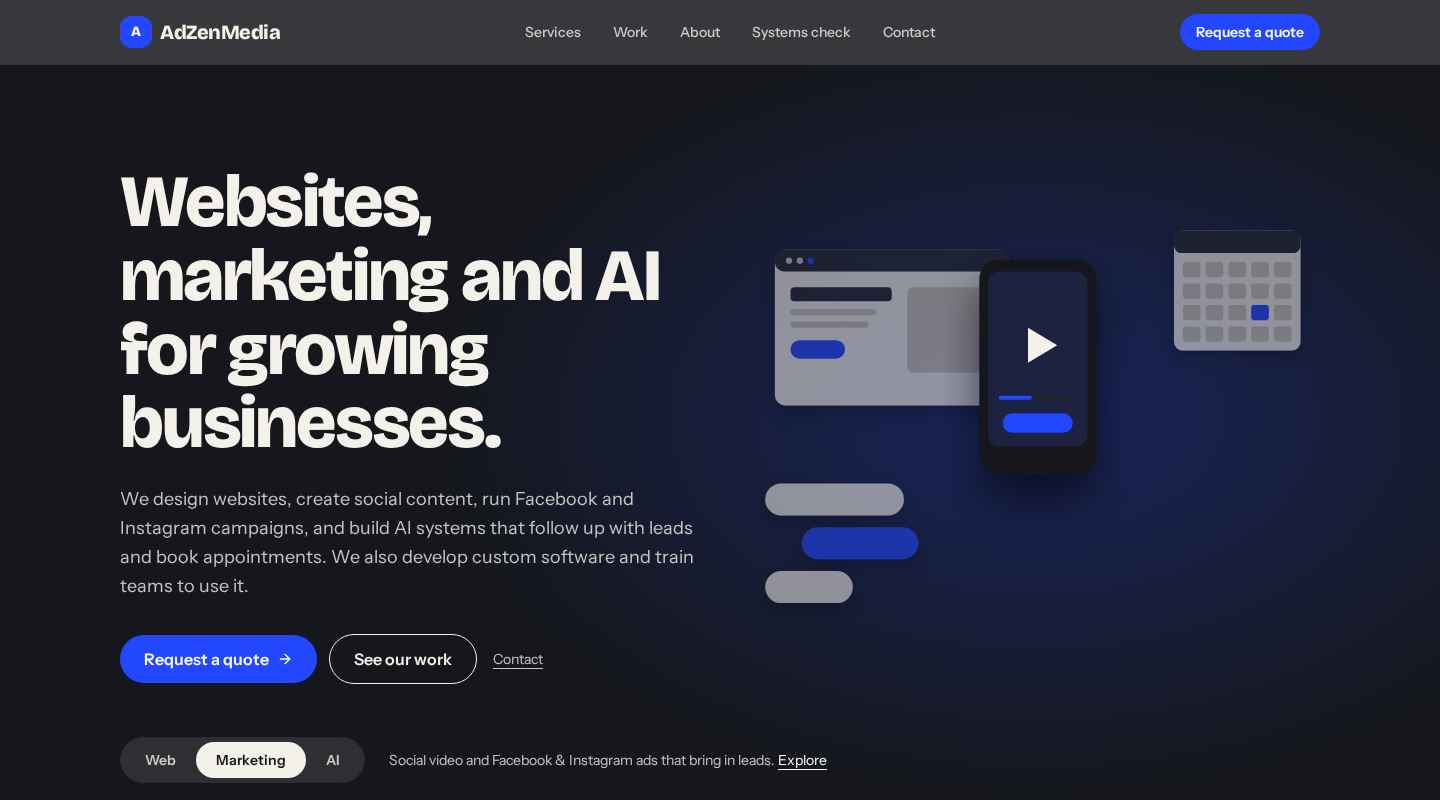 A AdZenMedia
Services Work About Systems check Contact
Request a quote
Websites,
marketing and AI
for growing
businesses.
We design websites, create social content, run Facebook and
Instagram campaigns, and build AI systems that follow up with leads
and book appointments. We also develop custom software and train
teams to use it.
Request a quote → See our work Contact
Web Marketing AI Social video and Facebook & Instagram ads that bring in leads. Explore